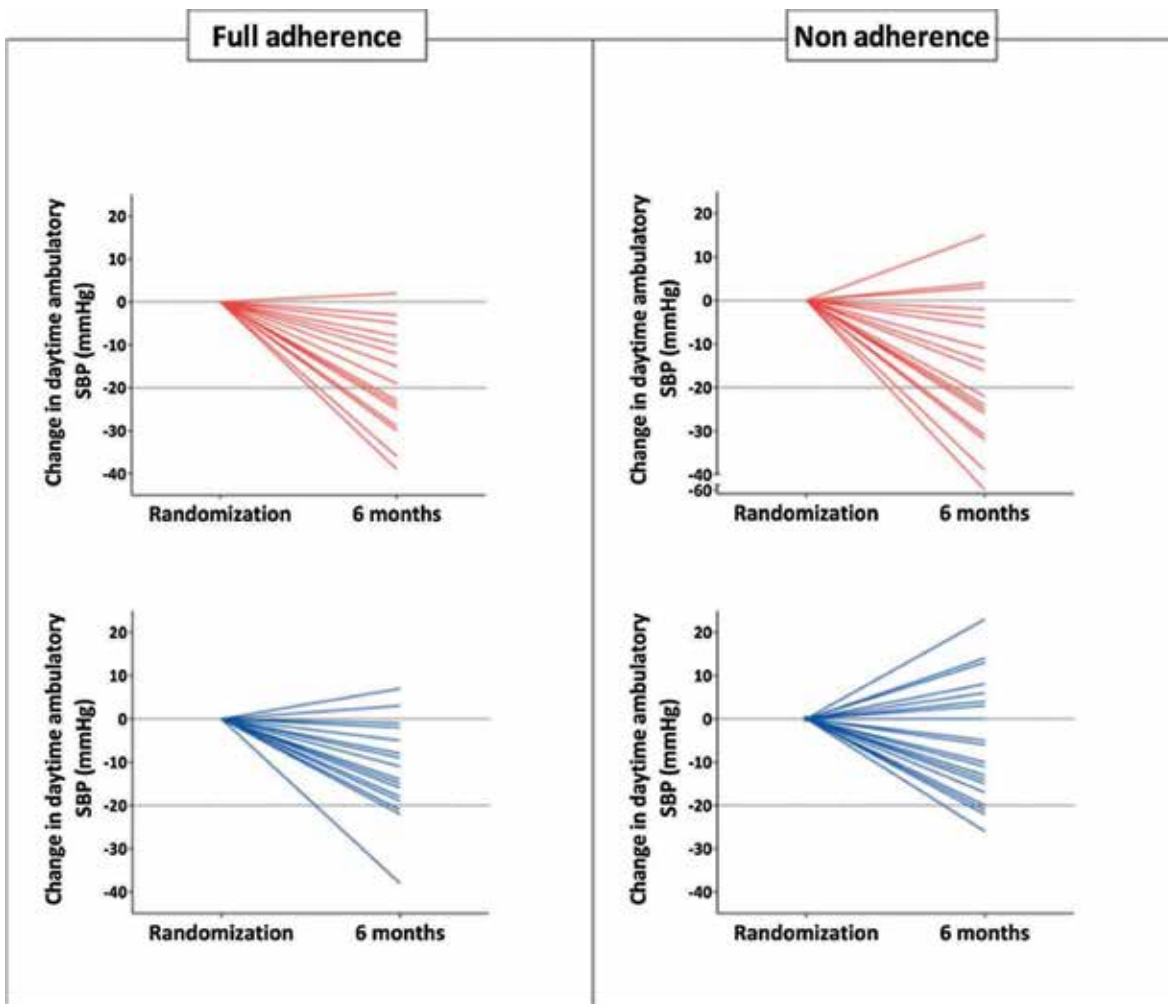 Full adherence
Non adherence
Change in daytime ambulatory
SBP (mmHg)
20
10
0
-10
-20
-30
-40
Randomization
6 months
Change in daytime ambulatory
SBP (mmHg)
20
10
0
-10
-20
-30
-40
-60
Randomization
6 months
Change in daytime ambulatory
SBP (mmHg)
20
10
0
-10
-20
-30
-40
Randomization
6 months
Change in daytime ambulatory
SBP (mmHg)
20
10
0
-10
-20
-30
-40
Randomization
6 months